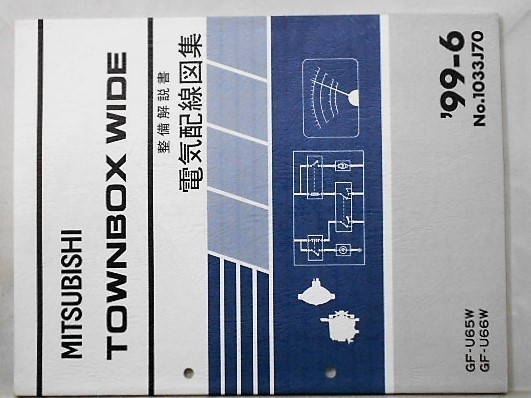 MITSUBISHI
TOWNBOX WIDE
整備解説書
電気配線図集
'99-6
No.1033J70
GF-U65W
GF-U66W